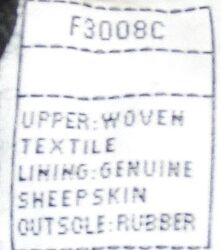 F3008C
UPPER:WOVEN
TEXTILE
LINING:GENUINE
SHEEPSKIN
OUTSOLE:RUBBER